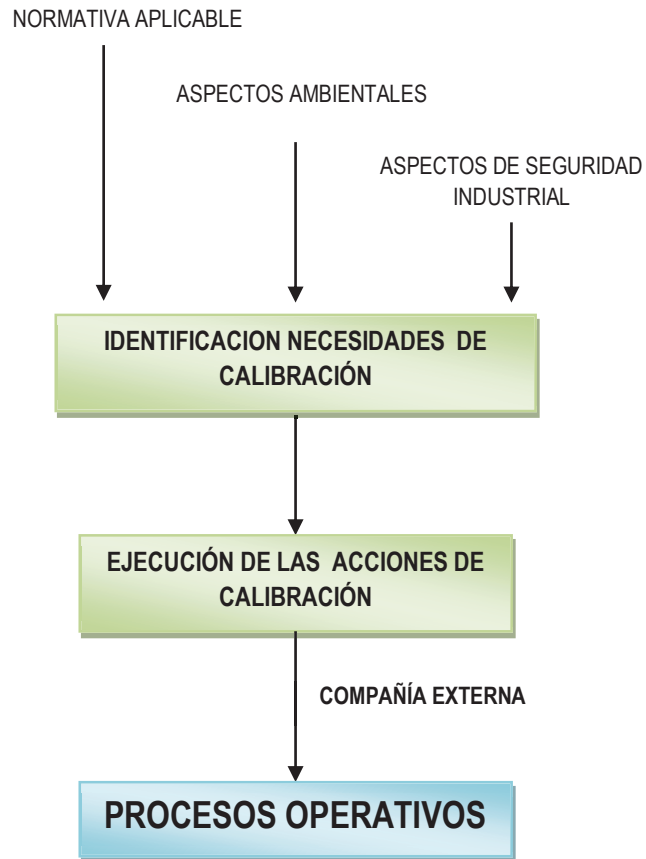 NORMATIVA APLICABLE
ASPECTOS AMBIENTALES
ASPECTOS DE SEGURIDAD
INDUSTRIAL
IDENTIFICACION NECESIDADES DE
CALIBRACIÓN
EJECUCIÓN DE LAS ACCIONES DE
CALIBRACIÓN
COMPAÑÍA EXTERNA
PROCESOS OPERATIVOS